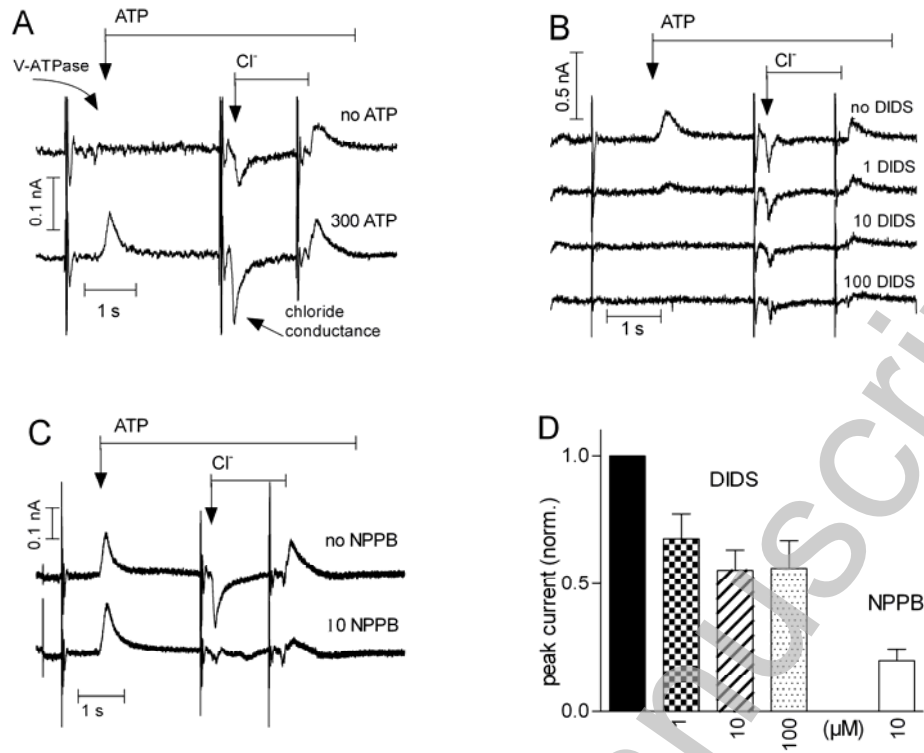 A
ATP
V-ATPase
Cl⁻
no ATP
0.1 nA
300 ATP
1 s
chloride
conductance
B
ATP
0.5 nA
Cl⁻
no DIDS
1 DIDS
10 DIDS
100 DIDS
1 s
C
ATP
Cl⁻
0.1 nA
no NPPB
10 NPPB
1 s
D
1.0
DIDS
peak current (norm.)
0.5
NPPB
0.0
1 10 100 (µM) 10